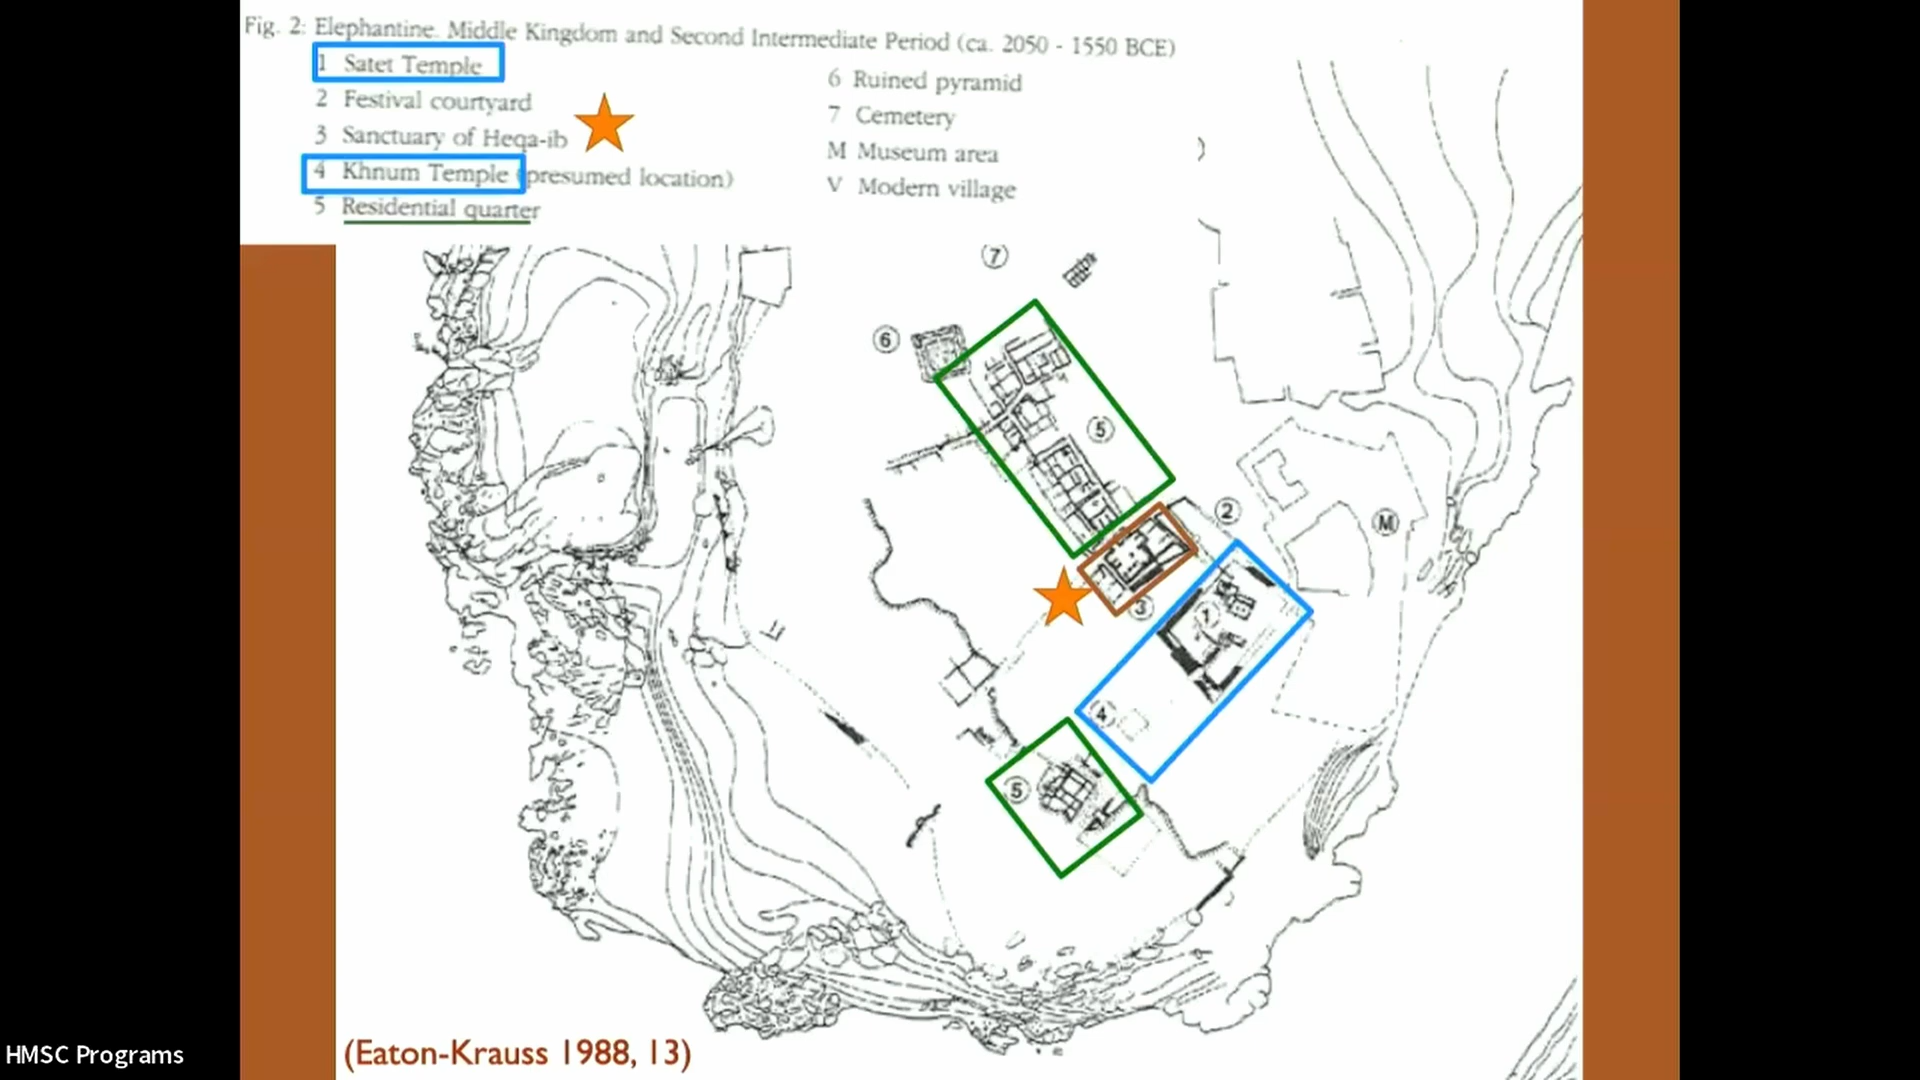 Fig. 2: Elephantine. Middle Kingdom and Second Intermediate Period (ca. 2050 - 1550 BCE)
1 Satet Temple
2 Festival courtyard
3 Sanctuary of Heqa-ib
4 Khnum Temple (presumed location)
5 Residential quarter
6 Ruined pyramid
7 Cemetery
M Museum area
V Modern village
7
6
5
2
M
3
1
4
5
(Eaton-Krauss 1988, 13)
HMSC Programs